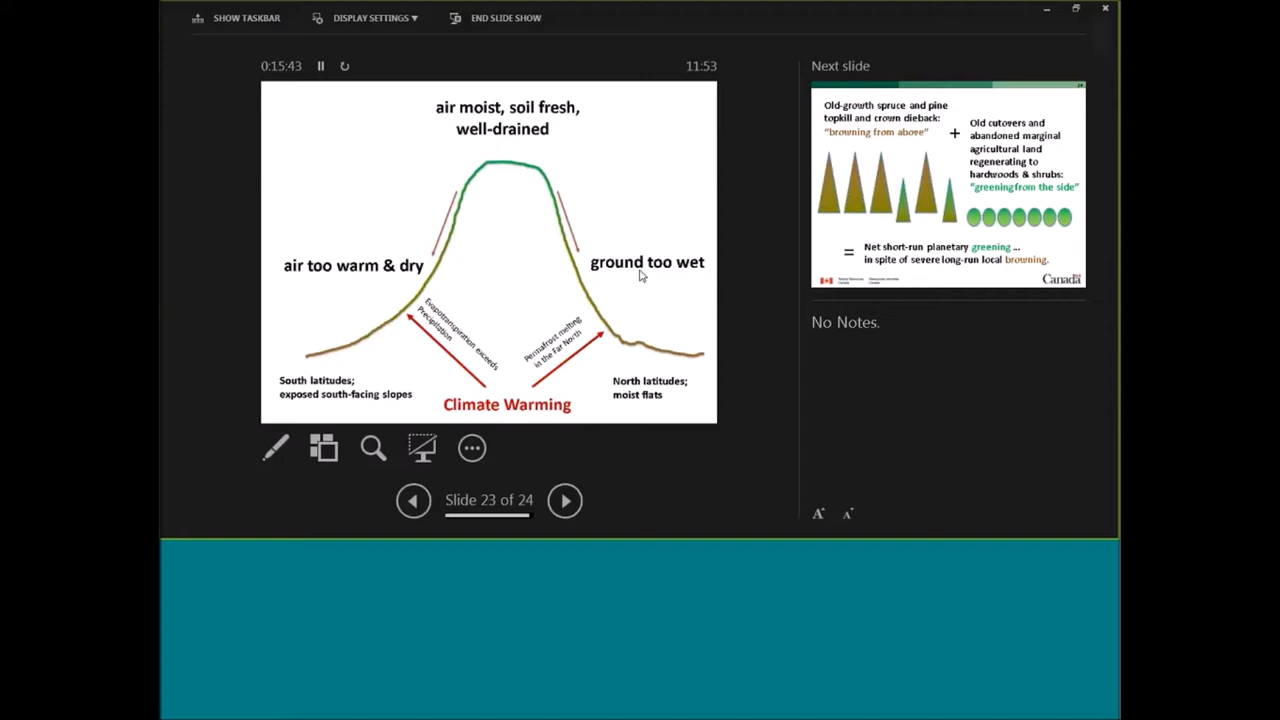 SHOW TASKBAR
DISPLAY SETTINGS ▼
END SLIDE SHOW
0:15:43
11:53
air moist, soil fresh,
well-drained
air too warm & dry
ground too wet
Evapotranspiration exceeds
Precipitation
Permafrost melting
in the Far North
South latitudes;
exposed south-facing slopes
North latitudes;
moist flats
Climate Warming
Slide 23 of 24
Next slide
24
Old-growth spruce and pine
topkill and crown dieback:
"browning from above"
+
Old cutovers and
abandoned marginal
agricultural land
regenerating to
hardwoods & shrubs:
"greening from the side"
= Net short-run planetary greening ...
in spite of severe long-run local browning.
Canada
No Notes.
A A